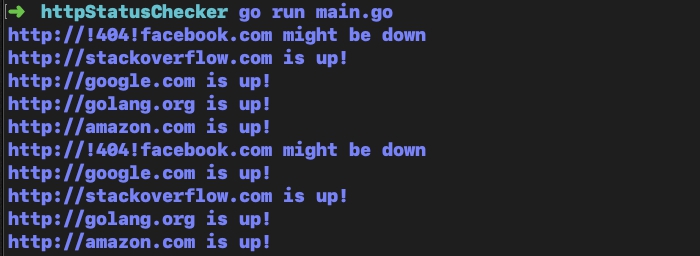 ➜ httpStatusChecker go run main.go
http://!404!facebook.com might be down
http://stackoverflow.com is up!
http://google.com is up!
http://golang.org is up!
http://amazon.com is up!
http://!404!facebook.com might be down
http://google.com is up!
http://stackoverflow.com is up!
http://golang.org is up!
http://amazon.com is up!